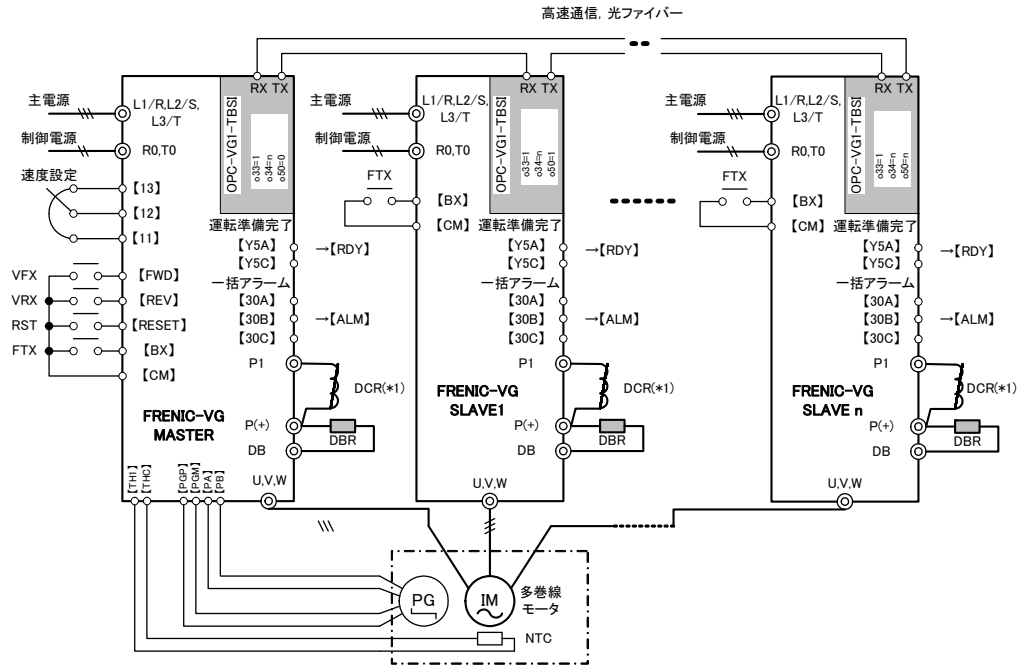 高速通信, 光ファイバー
RX TX
OPC-VG1-TBSI
o33=1
o34=n
o50=0
主電源
L1/R,L2/S,
L3/T
制御電源
R0,T0
速度設定
【13】
【12】
【11】
運転準備完了
【Y5A】
【Y5C】
→【RDY】
一括アラーム
【30A】
【30B】
【30C】
→【ALM】
VFX
【FWD】
VRX
【REV】
RST
【RESET】
FTX
【BX】
【CM】
P1
DCR(*1)
FRENIC-VG
MASTER
P(+)
DBR
DB
【TH1】
【THC】
【PGP】
【PGM】
【PA】
【PB】
U,V,W
RX TX
OPC-VG1-TBSI
o33=1
o34=n
o50=1
主電源
L1/R,L2/S,
L3/T
制御電源
R0,T0
FTX
【BX】
【CM】
運転準備完了
【Y5A】
【Y5C】
→【RDY】
一括アラーム
【30A】
【30B】
【30C】
→【ALM】
P1
DCR(*1)
FRENIC-VG
SLAVE1
P(+)
DBR
DB
U,V,W
RX TX
OPC-VG1-TBSI
o33=1
o34=n
o50=n
主電源
L1/R,L2/S,
L3/T
制御電源
R0,T0
FTX
【BX】
【CM】
運転準備完了
【Y5A】
【Y5C】
→【RDY】
一括アラーム
【30A】
【30B】
【30C】
→【ALM】
P1
DCR(*1)
FRENIC-VG
SLAVE n
P(+)
DBR
DB
U,V,W
PG
IM
多巻線
モータ
NTC